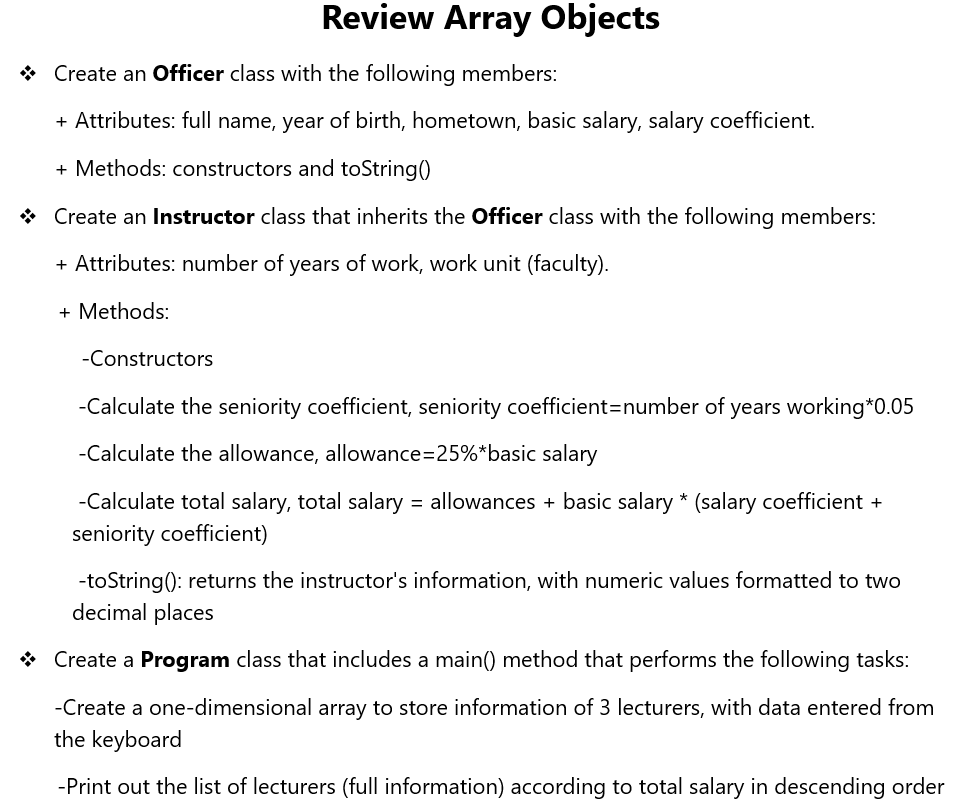 Review Array Objects
❖ Create an Officer class with the following members:
+ Attributes: full name, year of birth, hometown, basic salary, salary coefficient.
+ Methods: constructors and toString()
❖ Create an Instructor class that inherits the Officer class with the following members:
+ Attributes: number of years of work, work unit (faculty).
+ Methods:
-Constructors
-Calculate the seniority coefficient, seniority coefficient=number of years working*0.05
-Calculate the allowance, allowance=25%*basic salary
-Calculate total salary, total salary = allowances + basic salary * (salary coefficient +
seniority coefficient)
-toString(): returns the instructor's information, with numeric values formatted to two
decimal places
❖ Create a Program class that includes a main() method that performs the following tasks:
-Create a one-dimensional array to store information of 3 lecturers, with data entered from
the keyboard
-Print out the list of lecturers (full information) according to total salary in descending order